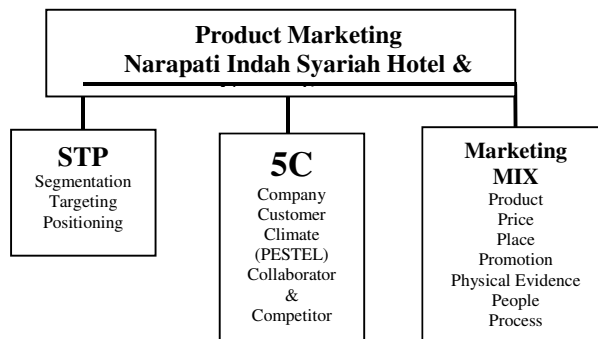 Product Marketing
Narapati Indah Syariah Hotel &
STP
Segmentation
Targeting
Positioning
5C
Company
Customer
Climate
(PESTEL)
Collaborator
&
Competitor
Marketing
MIX
Product
Price
Place
Promotion
Physical Evidence
People
Process